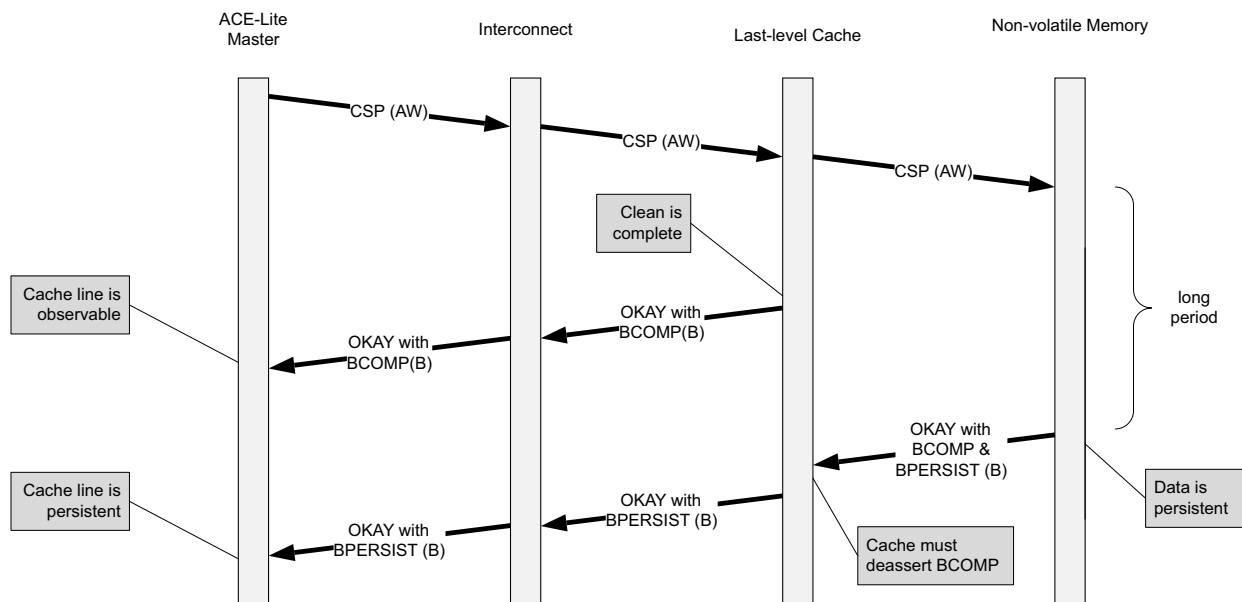 ACE-Lite
Master
Interconnect
Last-level Cache
Non-volatile Memory
CSP (AW)
CSP (AW)
CSP (AW)
Clean is
complete
Cache line is
observable
OKAY with
BCOMP(B)
OKAY with
BCOMP(B)
long
period
OKAY with
BCOMP &
BPERSIST (B)
Cache line is
persistent
OKAY with
BPERSIST (B)
OKAY with
BPERSIST (B)
Data is
persistent
Cache must
deassert BCOMP